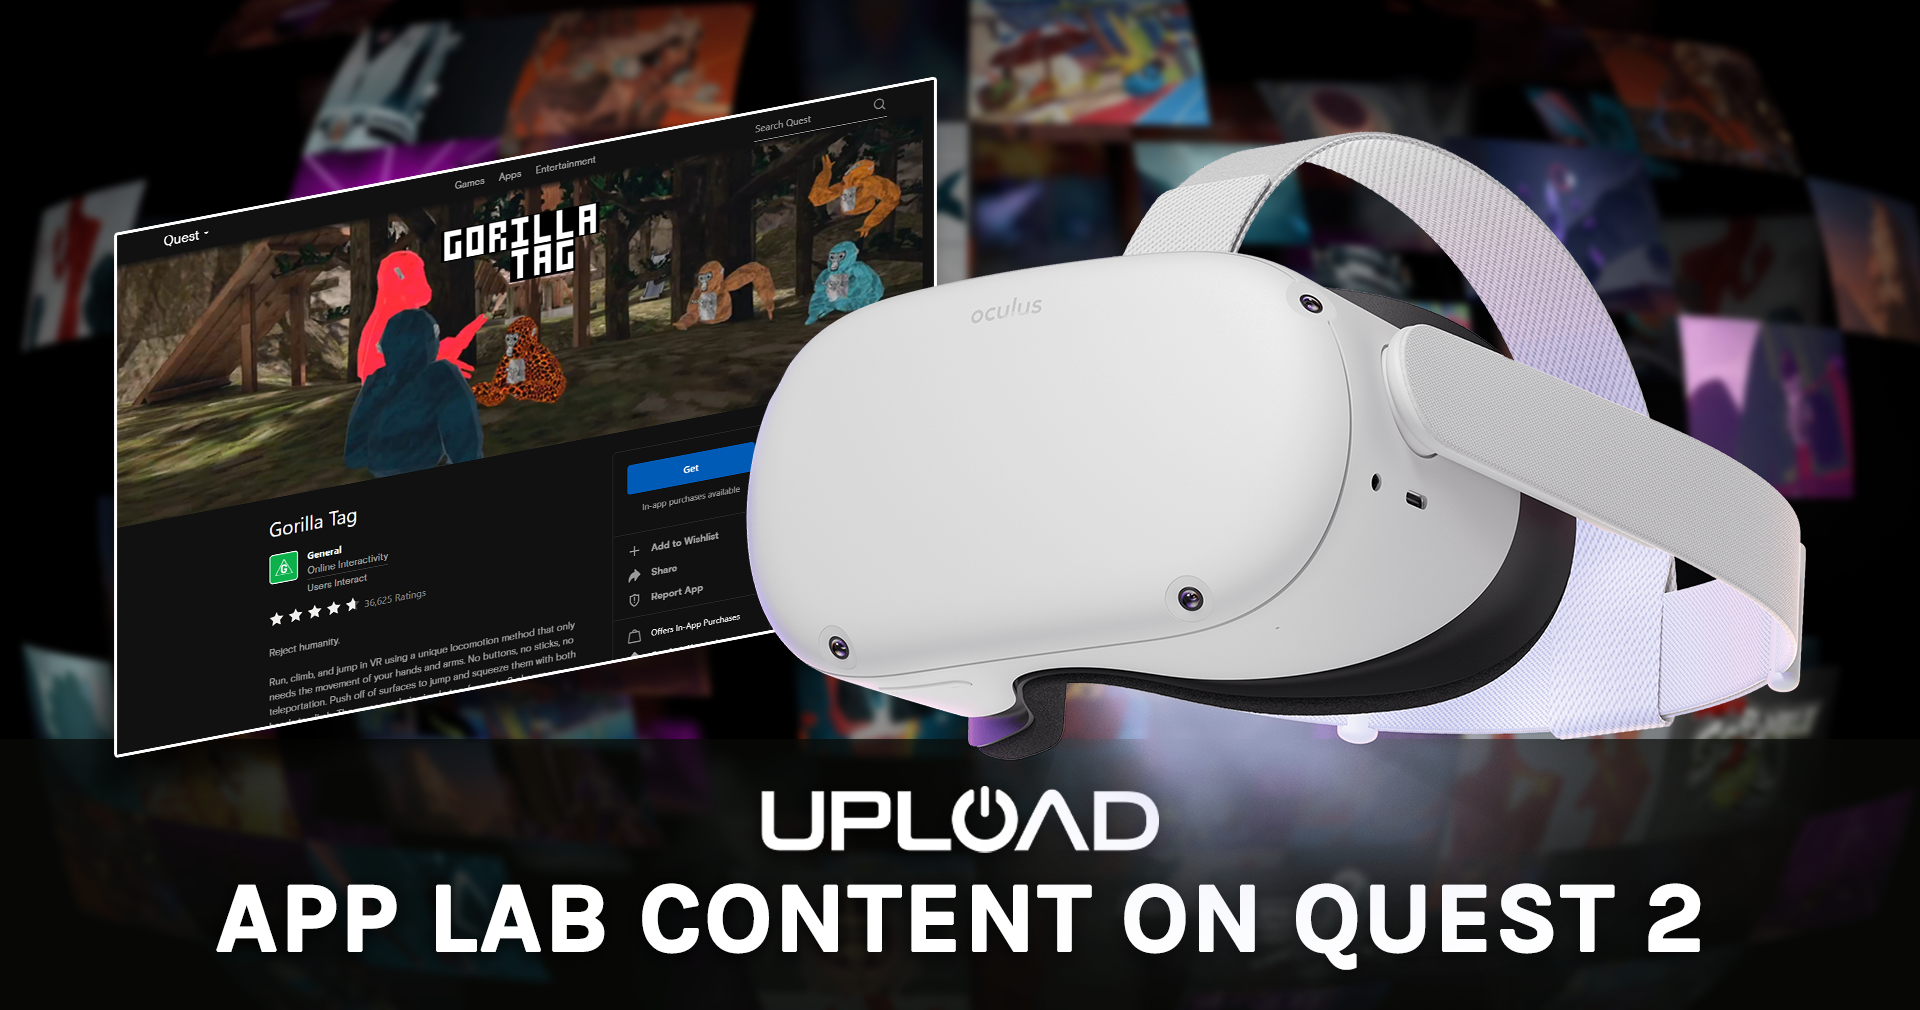 Search Quest
Games Apps Entertainment
Quest
GORILLA
TAG
oculus
Get
In-app purchases available
Gorilla Tag
General
Online Interactivity
Users Interact
36,625 Ratings
Add to Wishlist
Share
Report App
Offers In-App Purchases
Reject humanity.
Run, climb, and jump in VR using a unique locomotion method that only
needs the movement of your hands and arms. No buttons, no sticks, no
teleportation. Push off of surfaces to jump and squeeze them with both
UPLOAD
APP LAB CONTENT ON QUEST 2